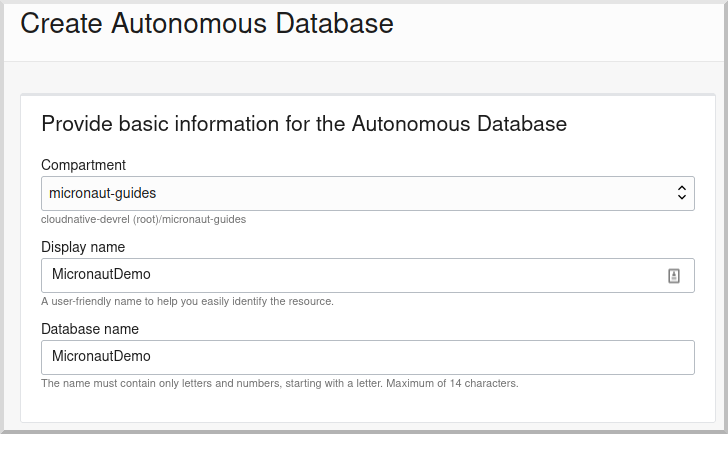 Create Autonomous Database
Provide basic information for the Autonomous Database
Compartment
micronaut-guides
cloudnative-devrel (root)/micronaut-guides
Display name
MicronautDemo
A user-friendly name to help you easily identify the resource.
Database name
MicronautDemo
The name must contain only letters and numbers, starting with a letter. Maximum of 14 characters.